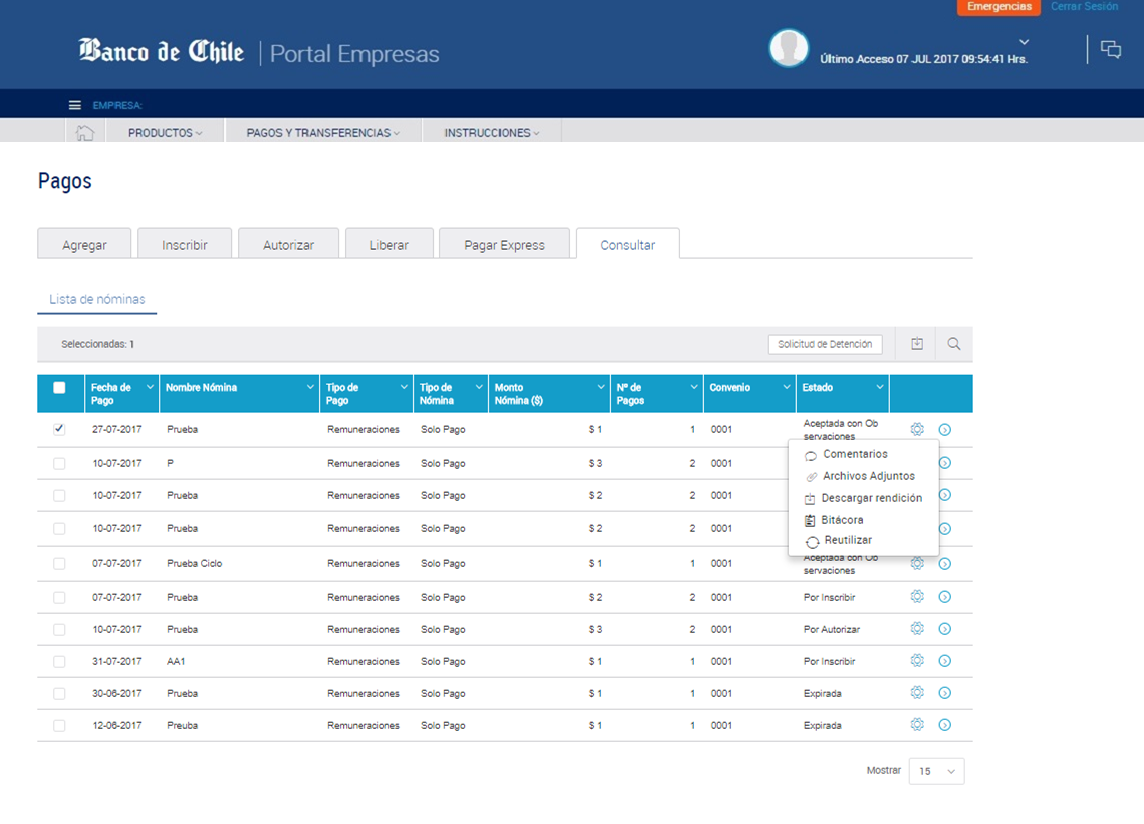 Emergencias Cerrar Sesión
Banco de Chile | Portal Empresas
Último Acceso 07 JUL 2017 09:54:41 Hrs.
EMPRESA:
PRODUCTOS PAGOS Y TRANSFERENCIAS INSTRUCCIONES
Pagos
Agregar Inscribir Autorizar Liberar Pagar Express Consultar
Lista de nóminas
Seleccionadas: 1 Solicitud de Detención
Fecha de Pago Nombre Nómina Tipo de Pago Tipo de Nómina Monto Nómina ($) Nº de Pagos Convenio Estado
27-07-2017 Prueba Remuneraciones Solo Pago $ 1 1 0001 Aceptada con Ob servaciones
10-07-2017 P Remuneraciones Solo Pago $ 3 2 0001
10-07-2017 Prueba Remuneraciones Solo Pago $ 2 2 0001
10-07-2017 Prueba Remuneraciones Solo Pago $ 2 2 0001
Comentarios
Archivos Adjuntos
Descargar rendición
Bitácora
Reutilizar
07-07-2017 Prueba Ciclo Remuneraciones Solo Pago $ 1 1 0001 Aceptada con Ob servaciones
07-07-2017 Prueba Remuneraciones Solo Pago $ 2 2 0001 Por Inscribir
10-07-2017 Prueba Remuneraciones Solo Pago $ 3 2 0001 Por Autorizar
31-07-2017 AA1 Remuneraciones Solo Pago $ 1 1 0001 Por Inscribir
30-06-2017 Prueba Remuneraciones Solo Pago $ 1 1 0001 Expirada
12-06-2017 Preuba Remuneraciones Solo Pago $ 1 1 0001 Expirada
Mostrar 15